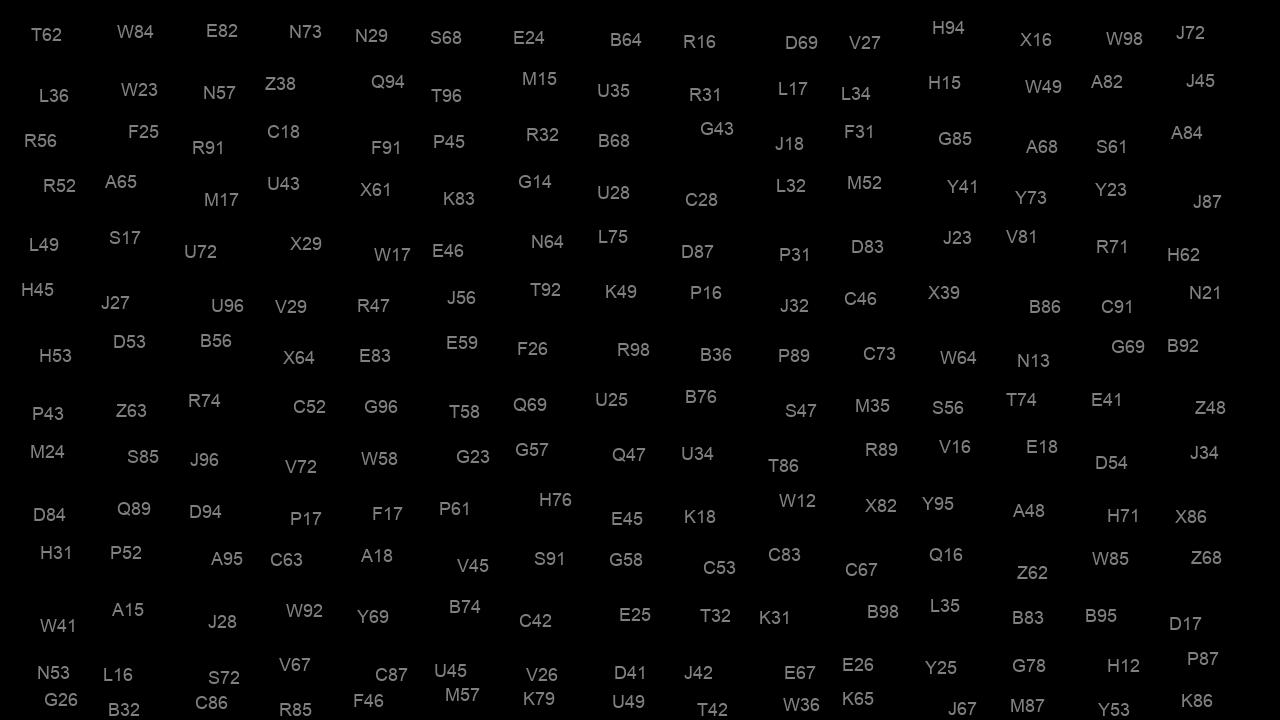 T62 W84 E82 N73 N29 S68 E24 B64 R16 D69 V27 H94 X16 W98 J72
L36 W23 N57 Z38 Q94 T96 M15 U35 R31 L17 L34 H15 W49 A82 J45
R56 F25 R91 C18 F91 P45 R32 B68 G43 J18 F31 G85 A68 S61 A84
R52 A65 M17 U43 X61 K83 G14 U28 C28 L32 M52 Y41 Y73 Y23 J87
L49 S17 U72 X29 W17 E46 N64 L75 D87 P31 D83 J23 V81 R71 H62
H45 J27 U96 V29 R47 J56 T92 K49 P16 J32 C46 X39 B86 C91 N21
H53 D53 B56 X64 E83 E59 F26 R98 B36 P89 C73 W64 N13 G69 B92
P43 Z63 R74 C52 G96 T58 Q69 U25 B76 S47 M35 S56 T74 E41 Z48
M24 S85 J96 V72 W58 G23 G57 Q47 U34 T86 R89 V16 E18 D54 J34
D84 Q89 D94 P17 F17 P61 H76 E45 K18 W12 X82 Y95 A48 H71 X86
H31 P52 A95 C63 A18 V45 S91 G58 C53 C83 C67 Q16 Z62 W85 Z68
W41 A15 J28 W92 Y69 B74 C42 E25 T32 K31 B98 L35 B83 B95 D17
N53 L16 S72 V67 C87 U45 V26 D41 J42 E67 E26 Y25 G78 H12 P87
G26 B32 C86 R85 F46 M57 K79 U49 T42 W36 K65 J67 M87 Y53 K86